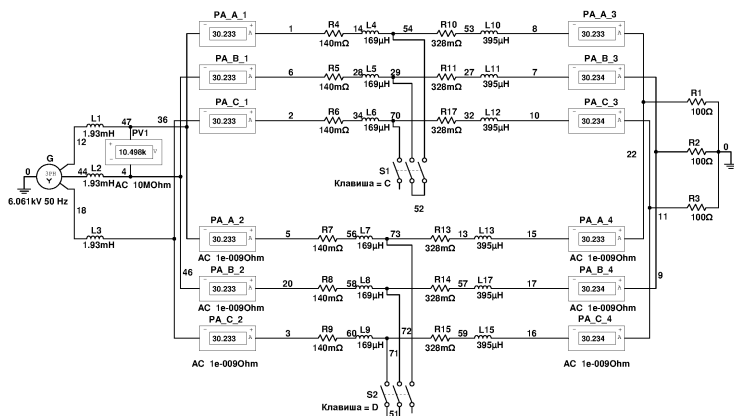 PA_A_1
30.233
A
1
R4
140mΩ
14
L4
169μH
54
R10
328mΩ
53
L10
395μH
8
PA_A_3
30.233
A
PA_B_1
30.233
A
6
R5
140mΩ
28
L5
169μH
29
R11
328mΩ
27
L11
395μH
7
PA_B_3
30.234
A
PA_C_1
30.233
A
2
R6
140mΩ
34
L6
169μH
70
R17
328mΩ
32
L12
395μH
10
PA_C_3
30.234
A
R1
100Ω
R2
100Ω
R3
100Ω
0
22
11
9
L1
1.93mH
47
36
PV1
10.498k
V
AC 10MOhm
12
G
3PH
Y
0
6.061kV 50 Hz
44
L2
1.93mH
4
18
L3
1.93mH
46
S1
Клавиша = C
52
PA_A_2
30.233
A
AC 1e-009Ohm
5
R7
140mΩ
56
L7
169μH
73
R13
328mΩ
13
L13
395μH
15
PA_A_4
30.233
A
AC 1e-009Ohm
PA_B_2
30.233
A
AC 1e-009Ohm
20
R8
140mΩ
58
L8
169μH
R14
328mΩ
57
L17
395μH
17
PA_B_4
30.234
A
AC 1e-009Ohm
PA_C_2
30.233
A
AC 1e-009Ohm
3
R9
140mΩ
60
L9
169μH
72
71
R15
328mΩ
59
L15
395μH
16
PA_C_4
30.234
A
AC 1e-009Ohm
S2
Клавиша = D
51